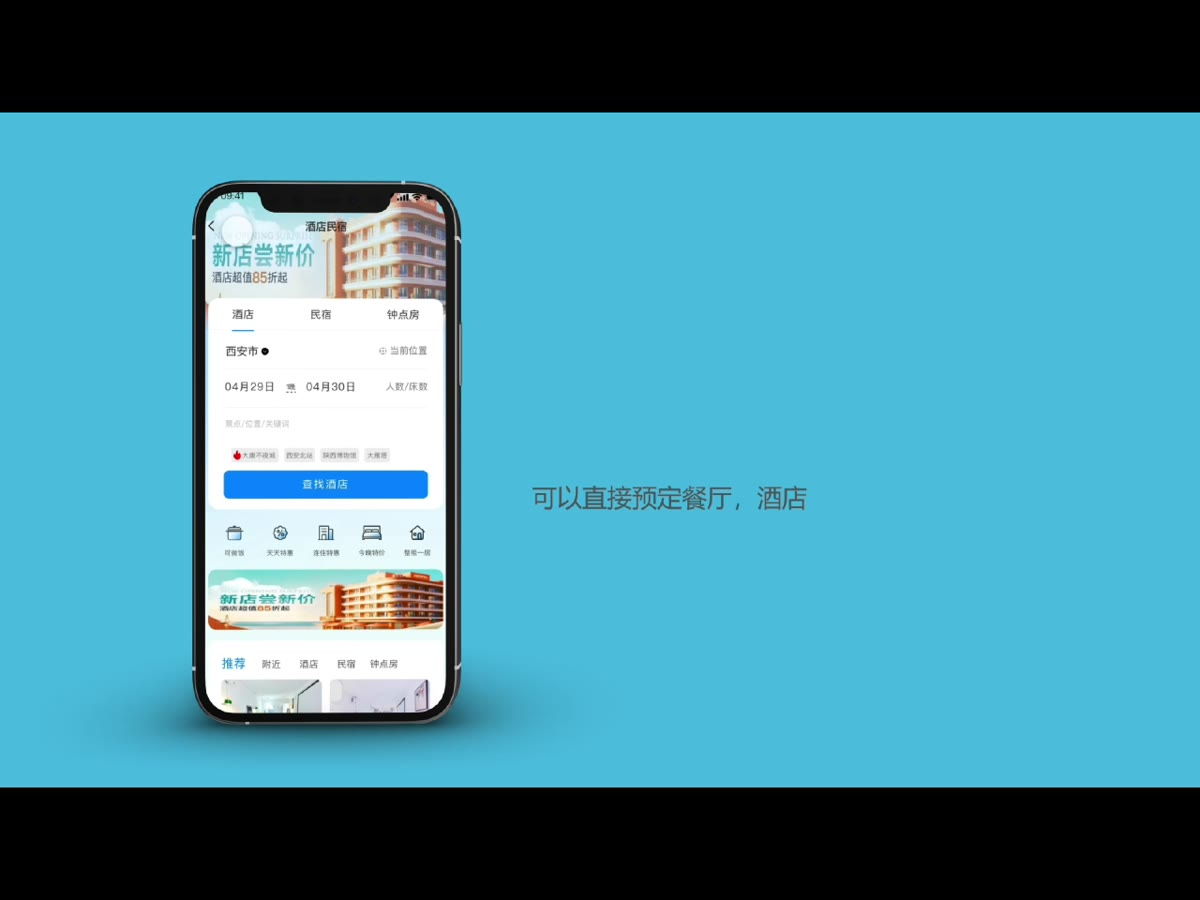 09:41
酒店民宿
NEW OPENING SURPRISE
新店尝新价
酒店超值85折起
酒店 民宿 钟点房
西安市 当前位置
04月29日 04月30日 人数/床数
景点/位置/关键词
大唐不夜城 西安北站 陕西博物馆 大雁塔
查找酒店
可做饭 天天特惠 连住特惠 今晚特价 整租一居
新店尝新价
酒店超值85折起
推荐 附近 酒店 民宿 钟点房
可以直接预定餐厅，酒店